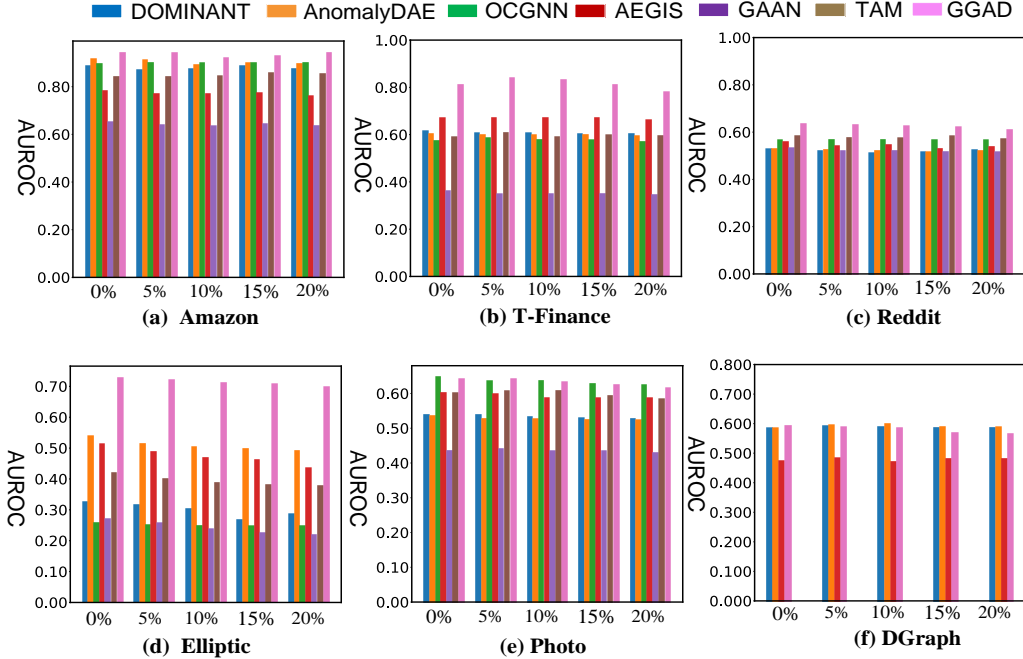 DOMINANT AnomalyDAE OCGNN AEGIS GAAN TAM GGAD
AUROC
0.80
0.60
0.40
0.20
0.00
0% 5% 10% 15% 20%
(a) Amazon
AUROC
1.00
0.80
0.60
0.40
0.20
0.00
0% 5% 10% 15% 20%
(b) T-Finance
AUROC
1.00
0.80
0.60
0.40
0.20
0.00
0% 5% 10% 15% 20%
(c) Reddit
AUROC
0.70
0.60
0.50
0.40
0.30
0.20
0.10
0.00
0% 5% 10% 15% 20%
(d) Elliptic
AUROC
0.60
0.50
0.40
0.30
0.20
0.10
0.00
0% 5% 10% 15% 20%
(e) Photo
AUROC
0.800
0.700
0.600
0.500
0.400
0.300
0.200
0.100
0.000
0% 5% 10% 15% 20%
(f) DGraph